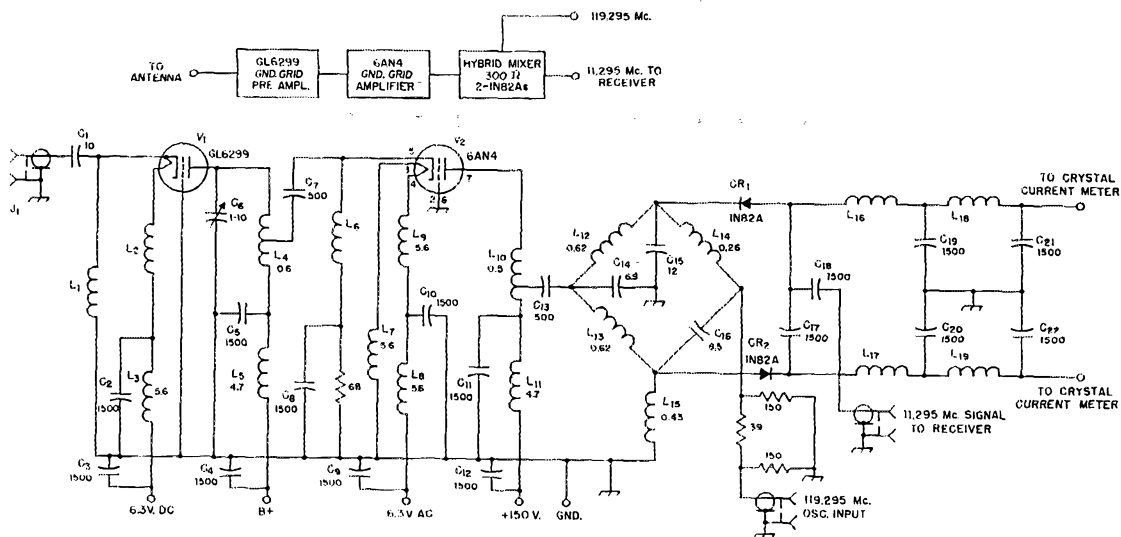 119.295 Mc.
TO ANTENNA
GL6299
GND. GRID
PRE AMPL.
6AN4
GND. GRID
AMPLIFIER
HYBRID MIXER
300 Ω
2-IN82As
11.295 Mc. TO
RECEIVER
J1
C1
10
V1
GL6299
C6
1-10
C7
500
V2
6AN4
5
4
3 6
7
L1
L2
L3
5.6
C2
1500
C3
1500
L4
0.6
C5
1500
L5
4.7
C4
1500
L6
C8
1500
68
L7
5.6
L9
5.6
L8
5.6
C10
1500
C9
1500
L10
0.5
C11
1500
L11
4.7
C12
1500
C13
500
L12
0.62
L13
0.62
C14
6.9
C15
12
L14
0.26
C16
6.5
L15
0.43
CR1
IN82A
CR2
IN82A
C18
1500
C17
1500
L16
L17
L18
L19
C19
1500
C20
1500
C21
1500
C22
1500
TO CRYSTAL
CURRENT METER
TO CRYSTAL
CURRENT METER
150
39
150
11.295 Mc. SIGNAL
TO RECEIVER
119.295 Mc.
OSC. INPUT
6.3V. DC
B+
6.3V AC
+150 V.
GND.